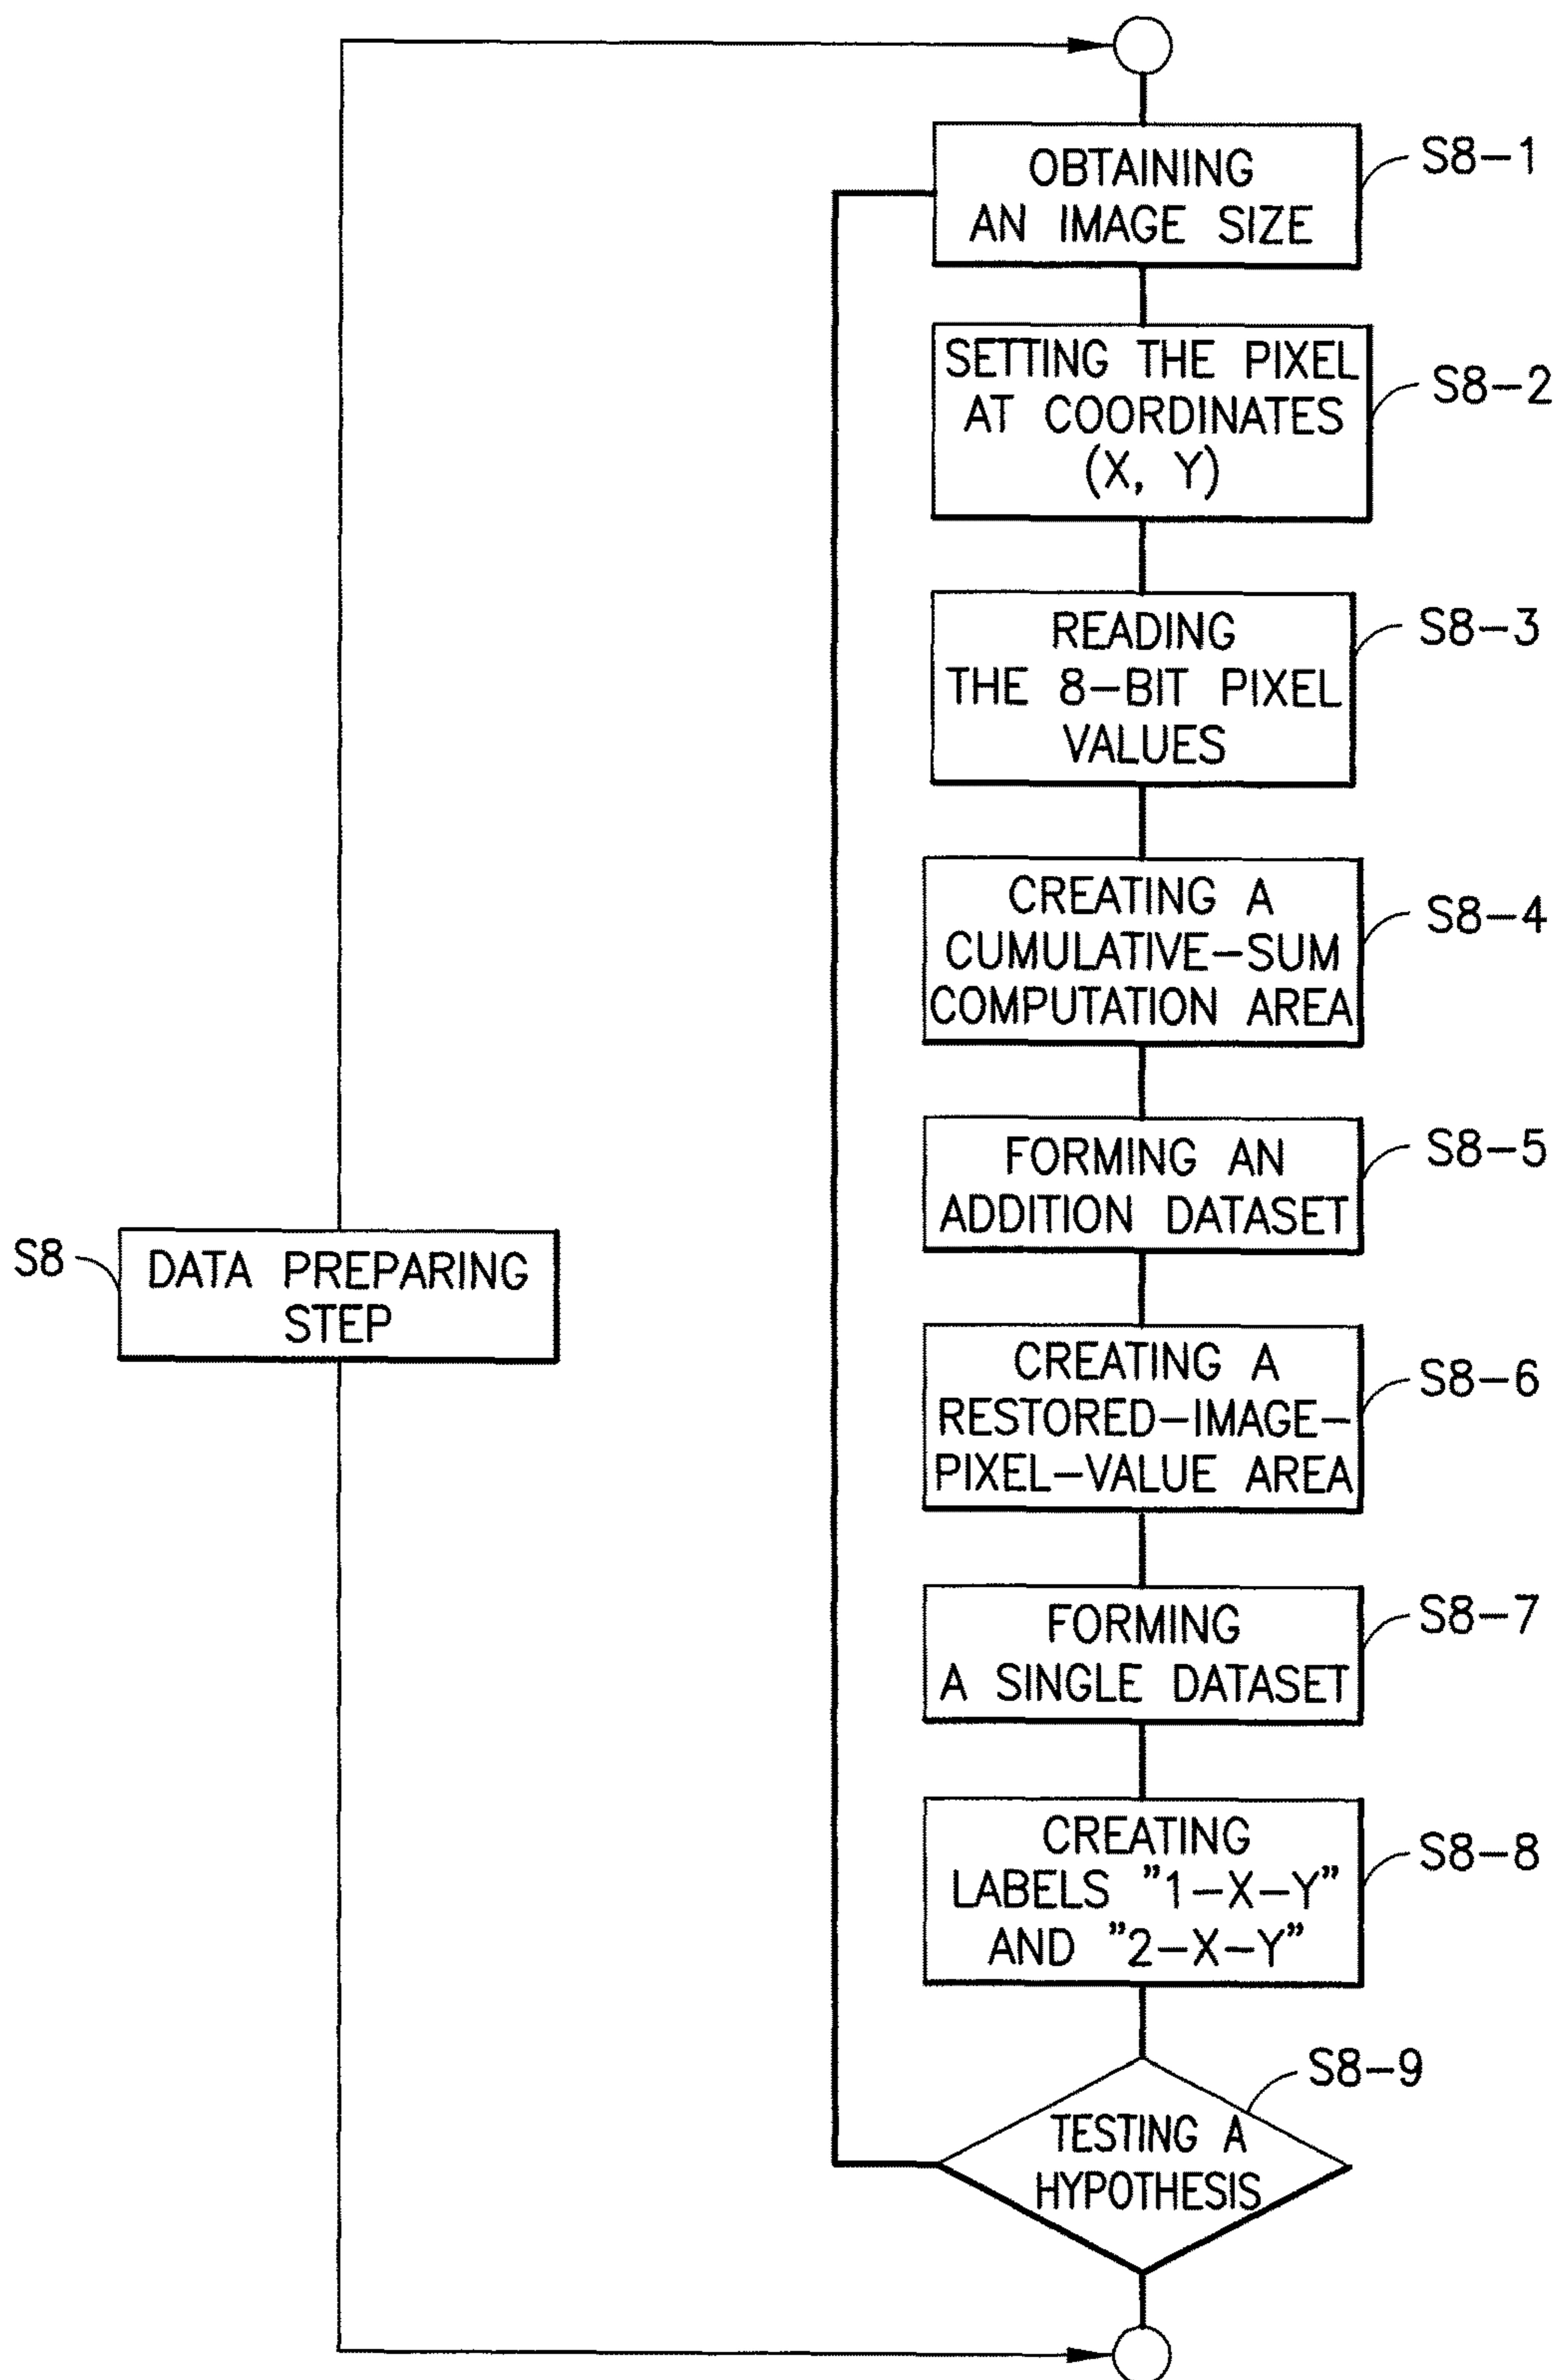 OBTAINING
AN IMAGE SIZE
S8-1
SETTING THE PIXEL
AT COORDINATES
(X, Y)
S8-2
READING
THE 8-BIT PIXEL
VALUES
S8-3
CREATING A
CUMULATIVE-SUM
COMPUTATION AREA
S8-4
FORMING AN
ADDITION DATASET
S8-5
S8
DATA PREPARING
STEP
CREATING A
RESTORED-IMAGE-
PIXEL-VALUE AREA
S8-6
FORMING
A SINGLE DATASET
S8-7
CREATING
LABELS "1-X-Y"
AND "2-X-Y"
S8-8
TESTING A
HYPOTHESIS
S8-9